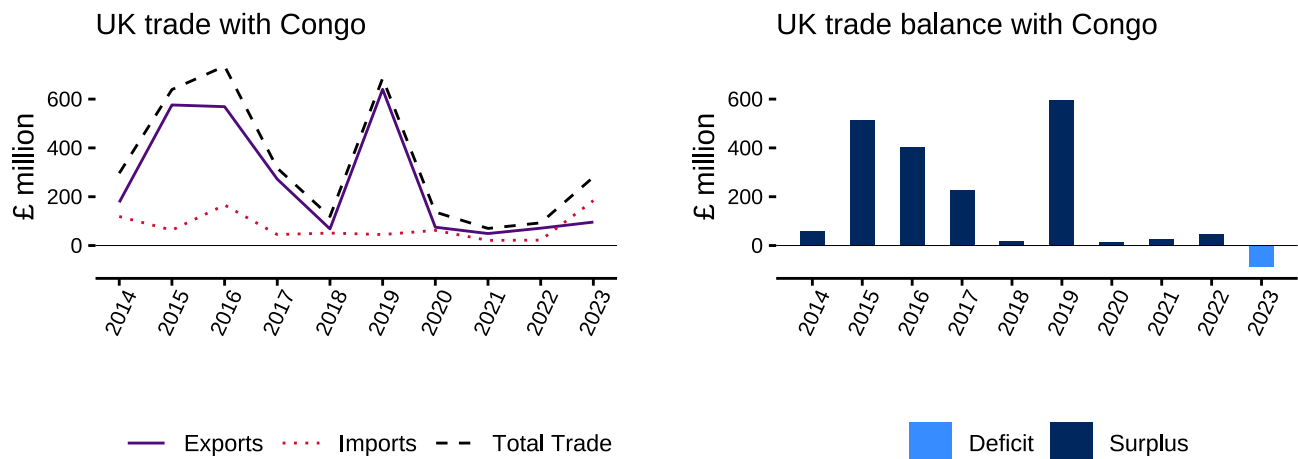 UK trade with Congo
£ million
600
400
200
0
2014 2015 2016 2017 2018 2019 2020 2021 2022 2023
Exports Imports Total Trade
UK trade balance with Congo
£ million
600
400
200
0
2014 2015 2016 2017 2018 2019 2020 2021 2022 2023
Deficit Surplus